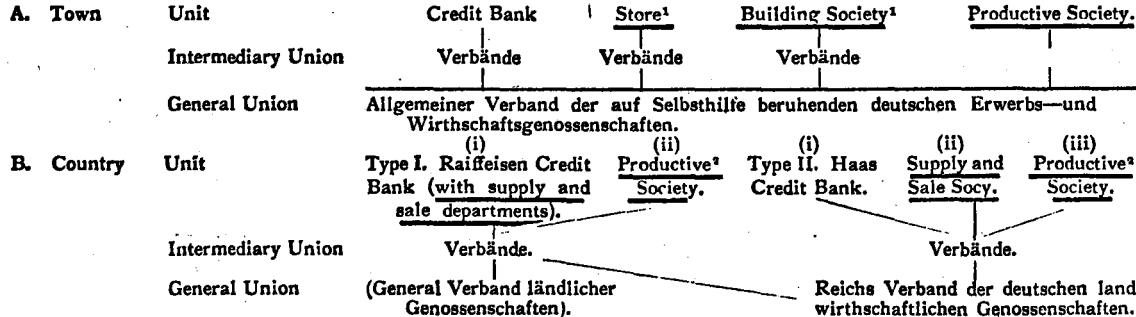 A. Town Unit Credit Bank Store¹ Building Society¹ Productive Society.
Intermediary Union Verbände Verbände Verbände
General Union Allgemeiner Verband der auf Selbsthilfe beruhenden deutschen Erwerbs—und
Wirthschaftsgenossenschaften.
(i) (ii) (i) (ii) (iii)
B. Country Unit Type I. Raiffeisen Credit Productive² Type II. Haas Supply and Productive²
Bank (with supply and Society. Credit Bank. Sale Socy. Society.
sale departments).
Intermediary Union Verbände. Verbände.
General Union (General Verband ländlicher Reichs Verband der deutschen land
Genossenschaften). wirthschaftlichen Genossenschaften.